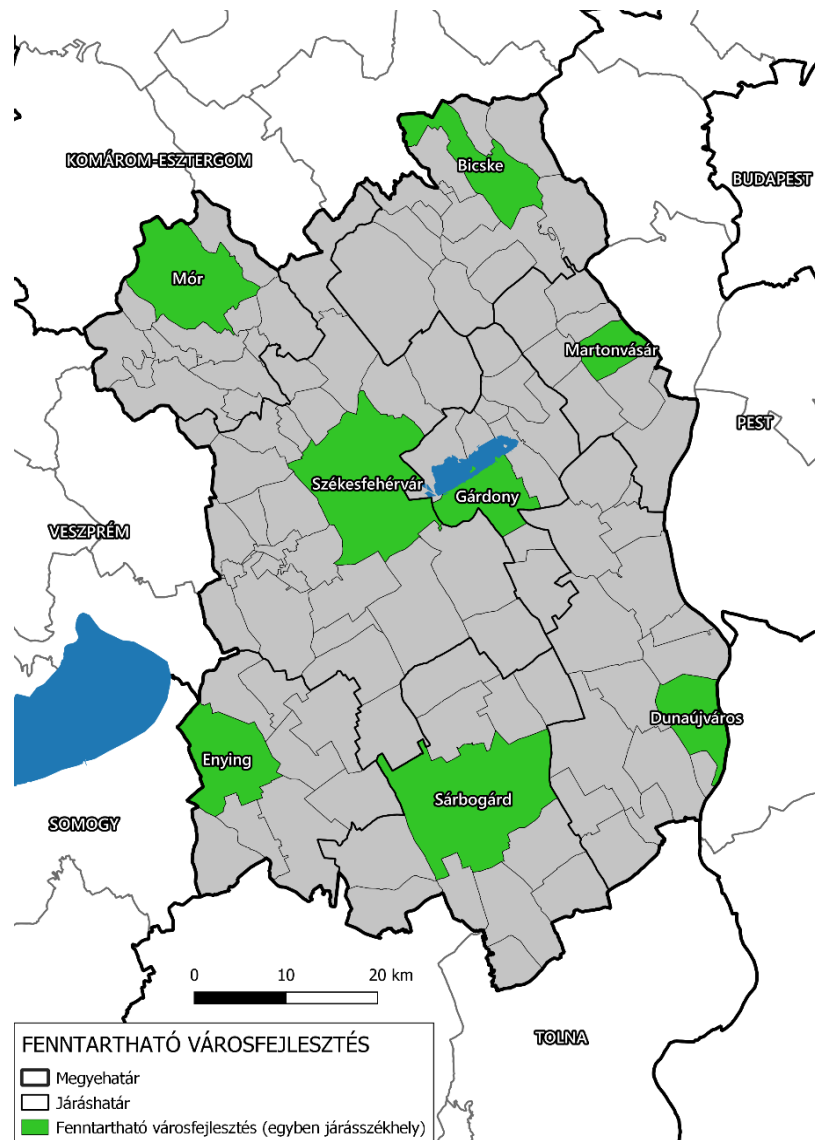 KOMÁROM-ESZTERGOM
Bicske
BUDAPEST
Mór
Martonvásár
PEST
Székesfehérvár
Gárdony
VESZPRÉM
Dunaújváros
Enying
Sárbogárd
SOMOGY
0 10 20 km
TOLNA
FENNTARTHATÓ VÁROSFEJLESZTÉS
Megyehatár
Járáshatár
Fenntartható városfejlesztés (egyben járásszékhely)